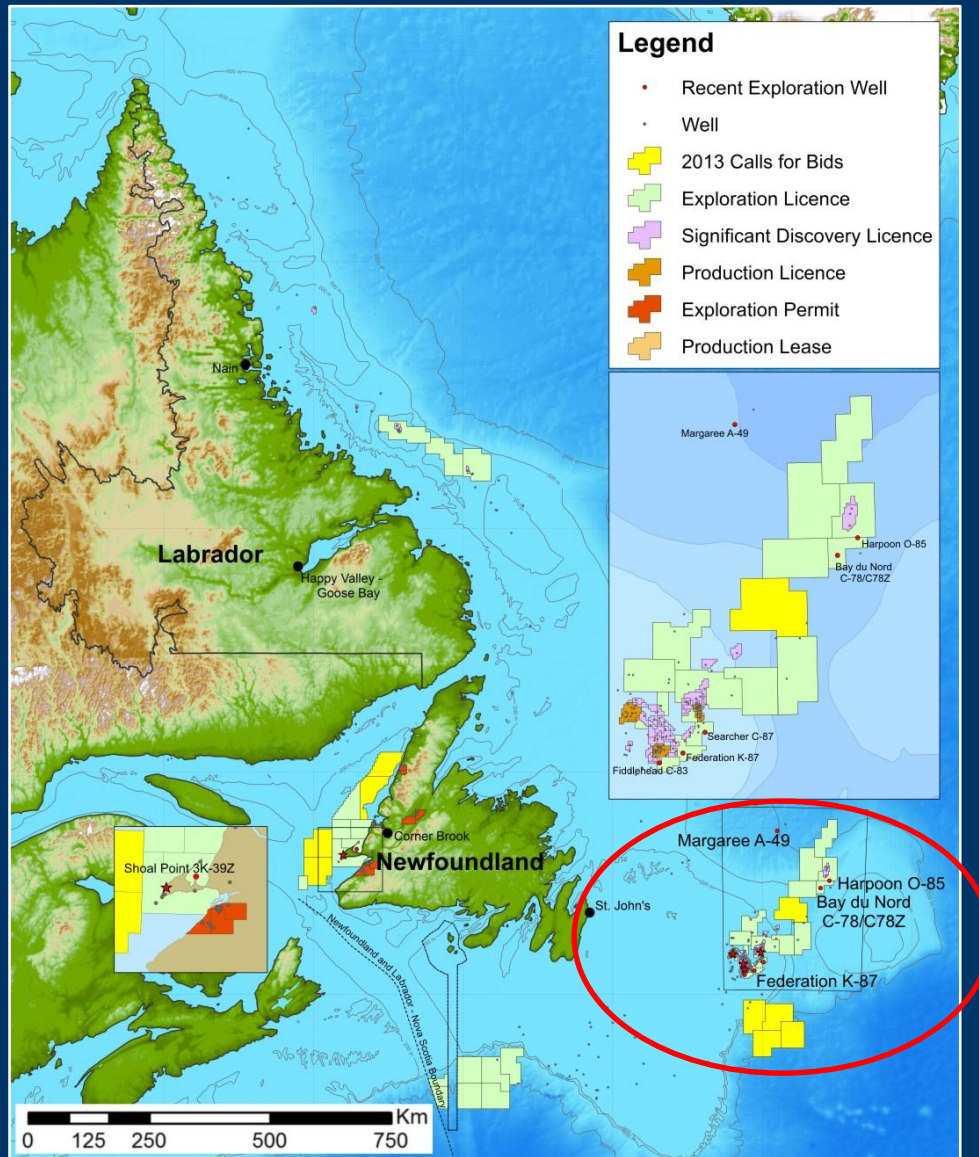 Legend
Recent Exploration Well
Well
2013 Calls for Bids
Exploration Licence
Significant Discovery Licence
Production Licence
Exploration Permit
Production Lease
Nain
Labrador
Happy Valley -
Goose Bay
Margaree A-49
Harpoon O-85
Bay du Nord
C-78/C78Z
Searcher C-87
Federation K-87
Fiddlehead C-83
Corner Brook
Newfoundland
St. John's
Shoal Point 3K-39Z
Margaree A-49
Harpoon O-85
Bay du Nord
C-78/C78Z
Federation K-87
Newfoundland and Labrador - Nova Scotia Boundary
Km
0 125 250 500 750